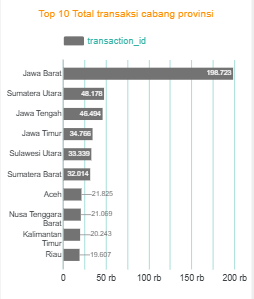 Top 10 Total transaksi cabang provinsi
transaction_id
Jawa Barat 198.723
Sumatera Utara 48.178
Jawa Tengah 46.494
Jawa Timur 34.766
Sulawesi Utara 33.339
Sumatera Barat 32.014
Aceh 21.825
Nusa Tenggara 21.069
Barat
Kalimantan 20.243
Timur
Riau 19.607
0 50 rb 100 rb 150 rb 200 rb